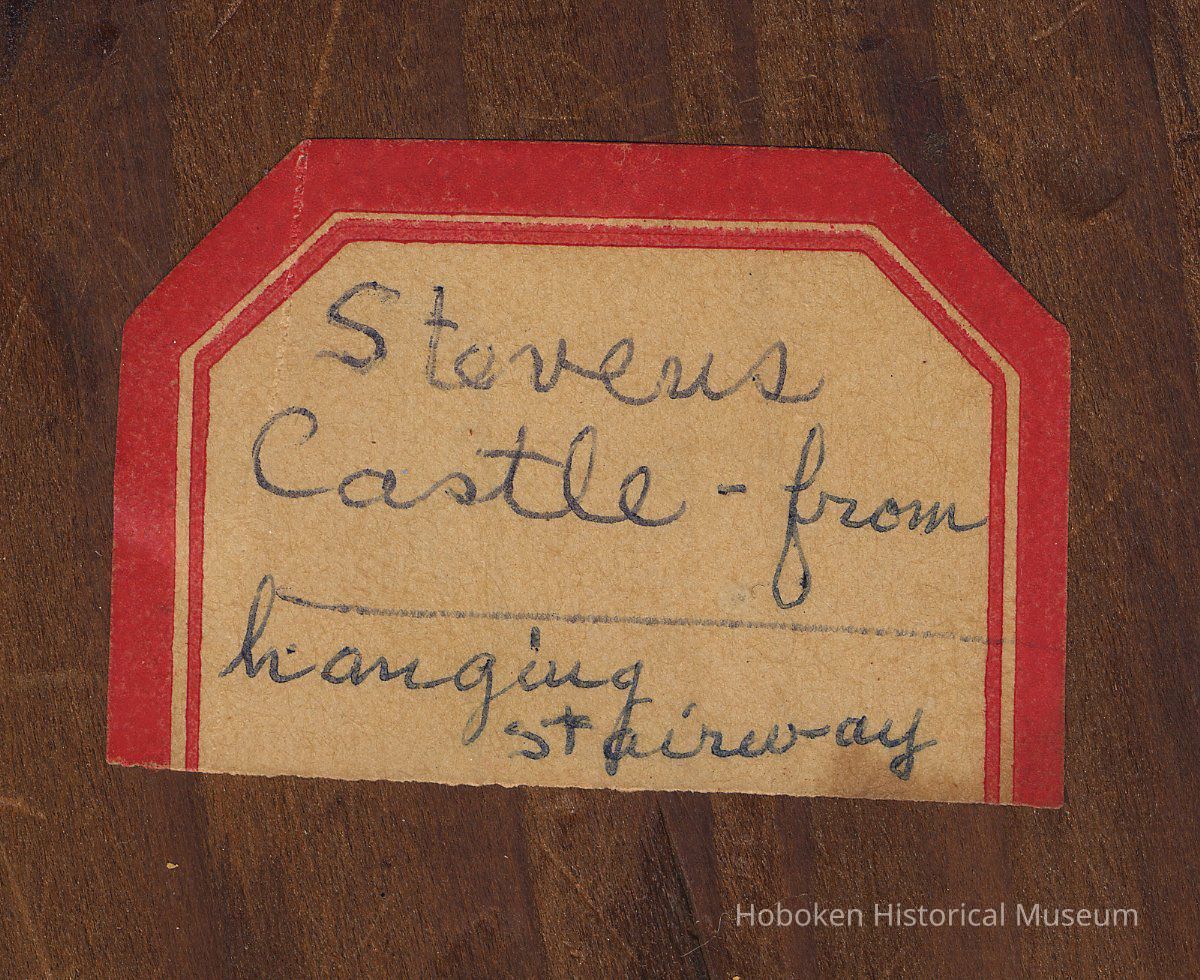 Stevens
Castle - from
hanging
stairway
Hoboken Historical Museum